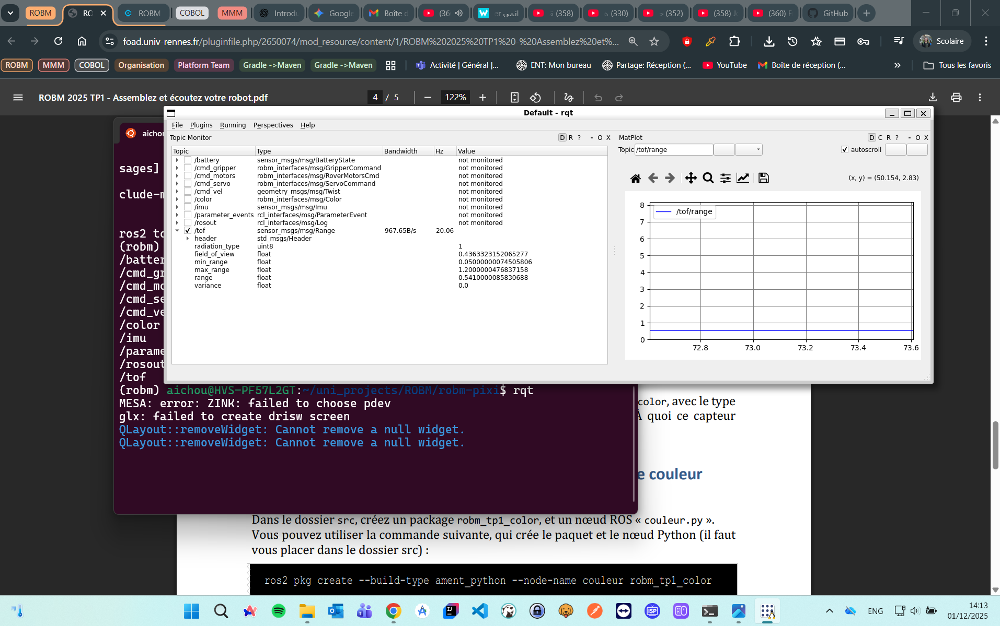 ROBM
RO
ROBM
COBOL
MMM
Introdu
Google
Boîte d
(36
انمي er
(358)
(330)
(352)
(358) J
(360) F
GitHub
foad.univ-rennes.fr/pluginfile.php/2650074/mod_resource/content/1/ROBM%202025%20TP1%20-%20Assemblez%20et%...
Scolaire
ROBM
MMM
COBOL
Organisation
Platform Team
Gradle ->Maven
Gradle ->Maven
Activité | Général |...
ENT: Mon bureau
Partage: Réception (...
YouTube
Boîte de réception (...
Tous les favoris
ROBM 2025 TP1 - Assemblez et écoutez votre robot.pdf
4 / 5
122%
Default - rqt
aichou
File Plugins Running Perspectives Help
Topic Monitor
D R ? - O X
MatPlot
D C R ? - O X
Topic /tof/range
autoscroll
Topic Type Bandwidth Hz Value
/battery sensor_msgs/msg/BatteryState not monitored
/cmd_gripper robm_interfaces/msg/GripperCommand not monitored
/cmd_motors robm_interfaces/msg/RoverMotorsCmd not monitored
/cmd_servo robm_interfaces/msg/ServoCommand not monitored
/cmd_vel geometry_msgs/msg/Twist not monitored
/color robm_interfaces/msg/Color not monitored
/imu sensor_msgs/msg/Imu not monitored
/parameter_events rcl_interfaces/msg/ParameterEvent not monitored
/rosout rcl_interfaces/msg/Log not monitored
/tof sensor_msgs/msg/Range 967.65B/s 20.06
header std_msgs/Header
radiation_type uint8 1
field_of_view float 0.4363323152065277
min_range float 0.05000000074505806
max_range float 1.2000000476837158
range float 0.5410000085830688
variance float 0.0
(x, y) = (50.154, 2.83)
/tof/range
8
7
6
5
4
3
2
1
0
72.8 73.0 73.2 73.4 73.6
sages]
clude-m
ros2 to
(robm)
/batter
/cmd_gr
/cmd_mo
/cmd_se
/cmd_ve
/color
/imu
/parame
/rosout
/tof
(robm) aichou@HVS-PF57L2GT:~/uni_projects/ROBM/robm-pixi$ rqt
MESA: error: ZINK: failed to choose pdev
glx: failed to create drisw screen
QLayout::removeWidget: Cannot remove a null widget.
QLayout::removeWidget: Cannot remove a null widget.
color, avec le type
À quoi ce capteur
e couleur
Dans le dossier src, créez un package robm_tp1_color, et un nœud ROS « couleur.py ».
Vous pouvez utiliser la commande suivante, qui crée le paquet et le nœud Python (il faut
vous placer dans le dossier src) :
ros2 pkg create --build-type ament_python --node-name couleur robm_tp1_color
ENG
14:13
01/12/2025